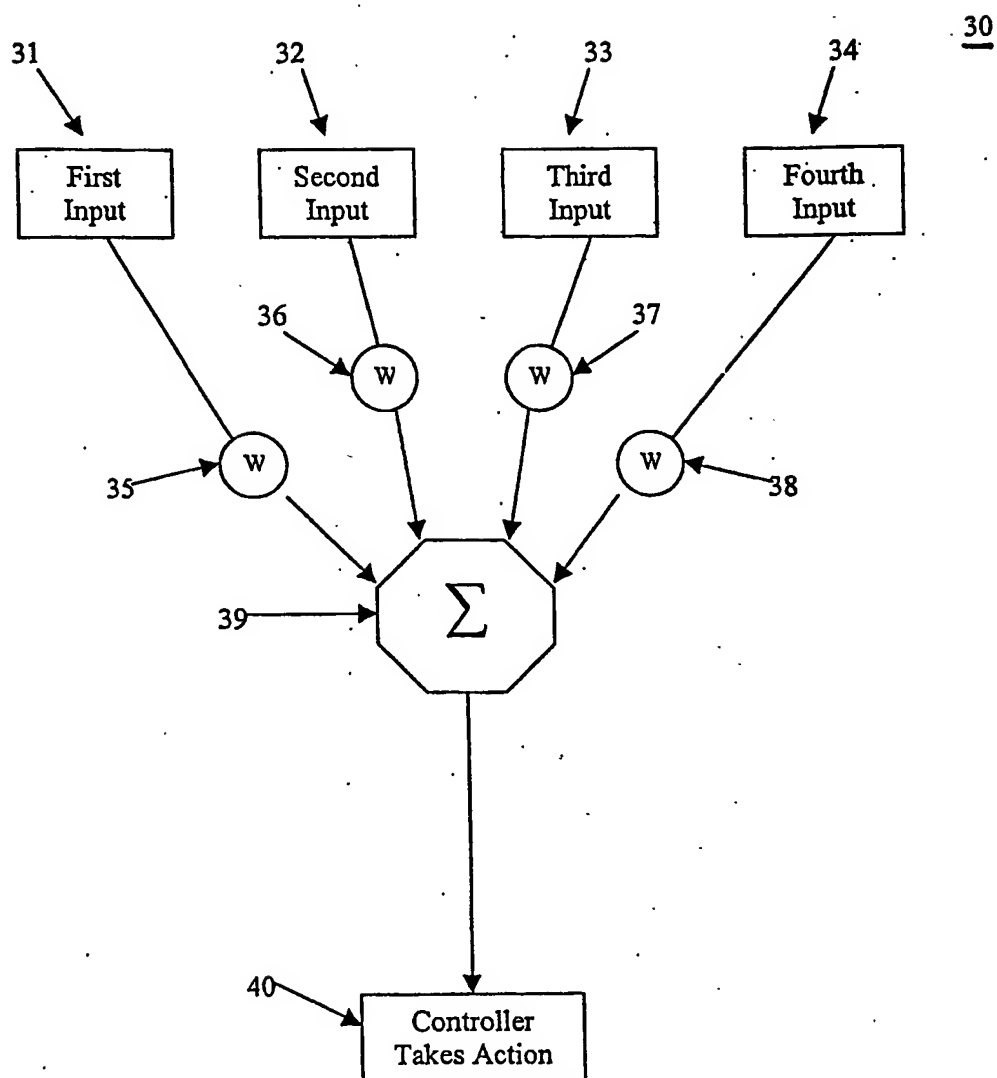 30
31
32
33
34
First
Input
Second
Input
Third
Input
Fourth
Input
36
37
W
W
35
W
W
38
39
Σ
40
Controller
Takes Action